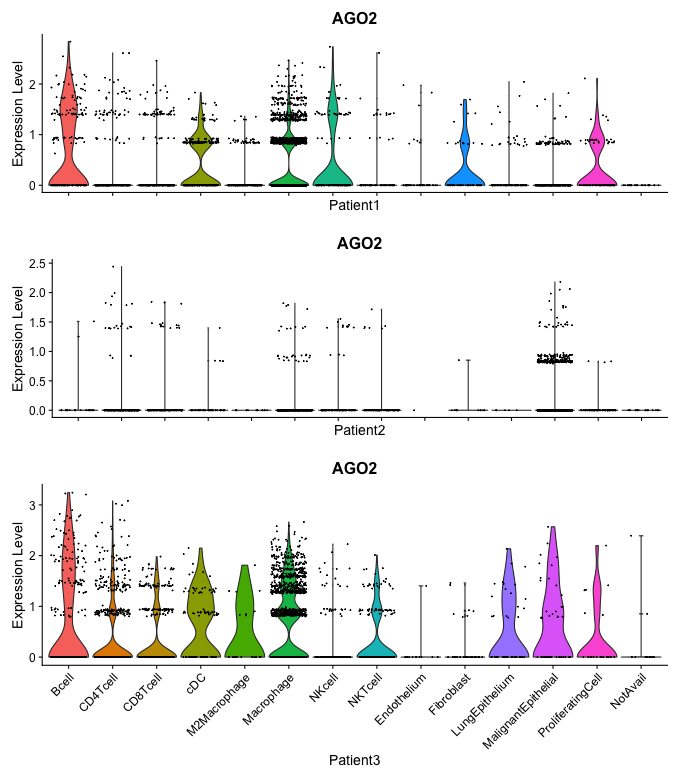 AGO2
Expression Level
2
1
0
Patient1
AGO2
Expression Level
2.5
2.0
1.5
1.0
0.5
0.0
Patient2
AGO2
Expression Level
3
2
1
0
Bcell
CD4Tcell
CD8Tcell
cDC
M2Macrophage
Macrophage
NKcell
NKTcell
Endothelium
Fibroblast
LungEpithelium
MalignantEpithelial
ProliferatingCell
NotAvail
Patient3